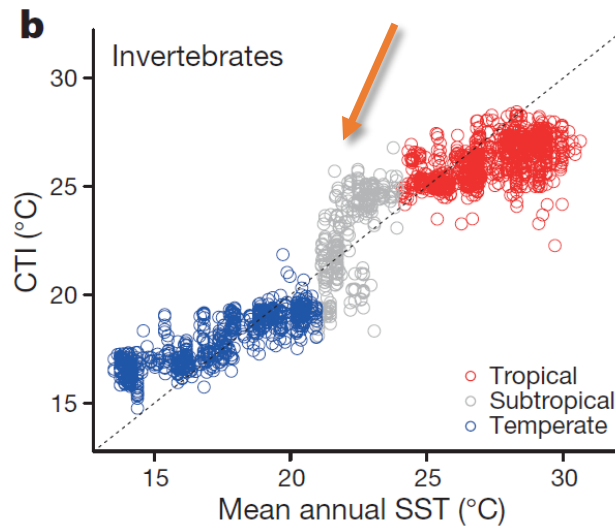 b
Invertebrates
30
25
20
15
CTI (°C)
Tropical
Subtropical
Temperate
15 20 25 30
Mean annual SST (°C)